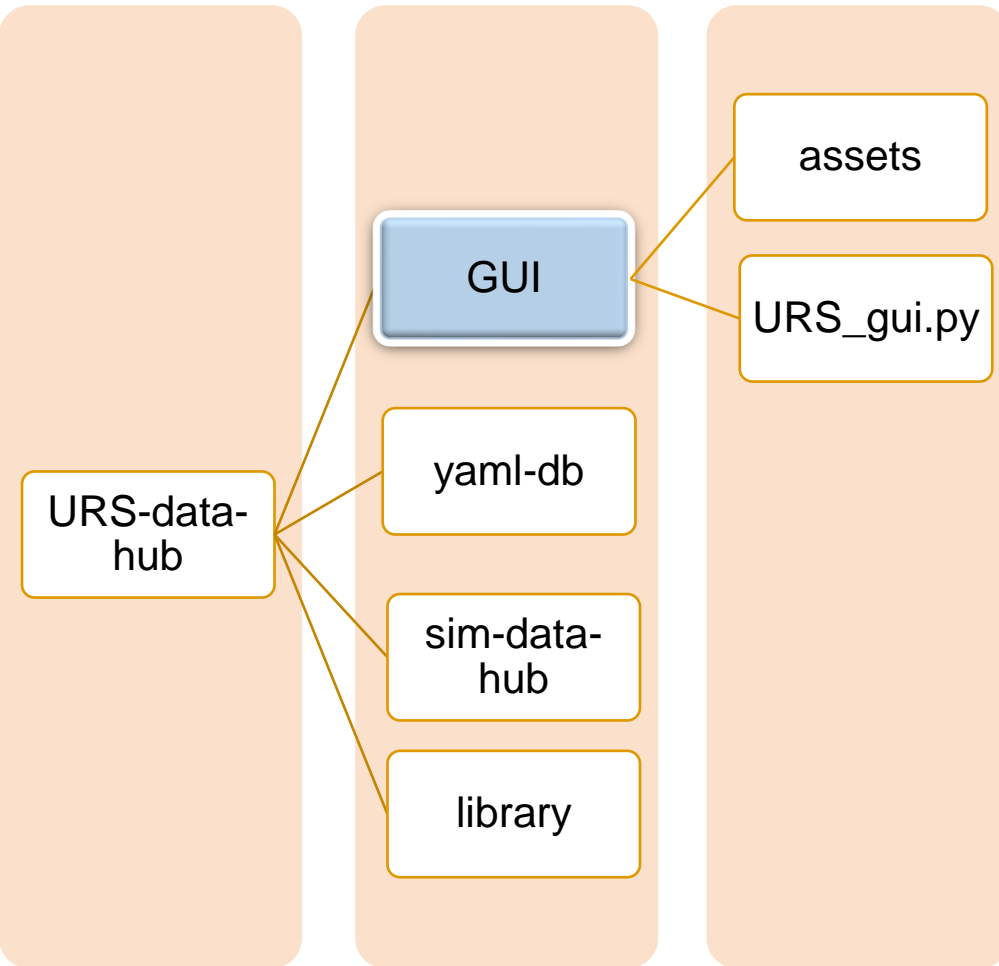 assets
GUI
URS_gui.py
yaml-db
URS-data-
hub
sim-data-
hub
library